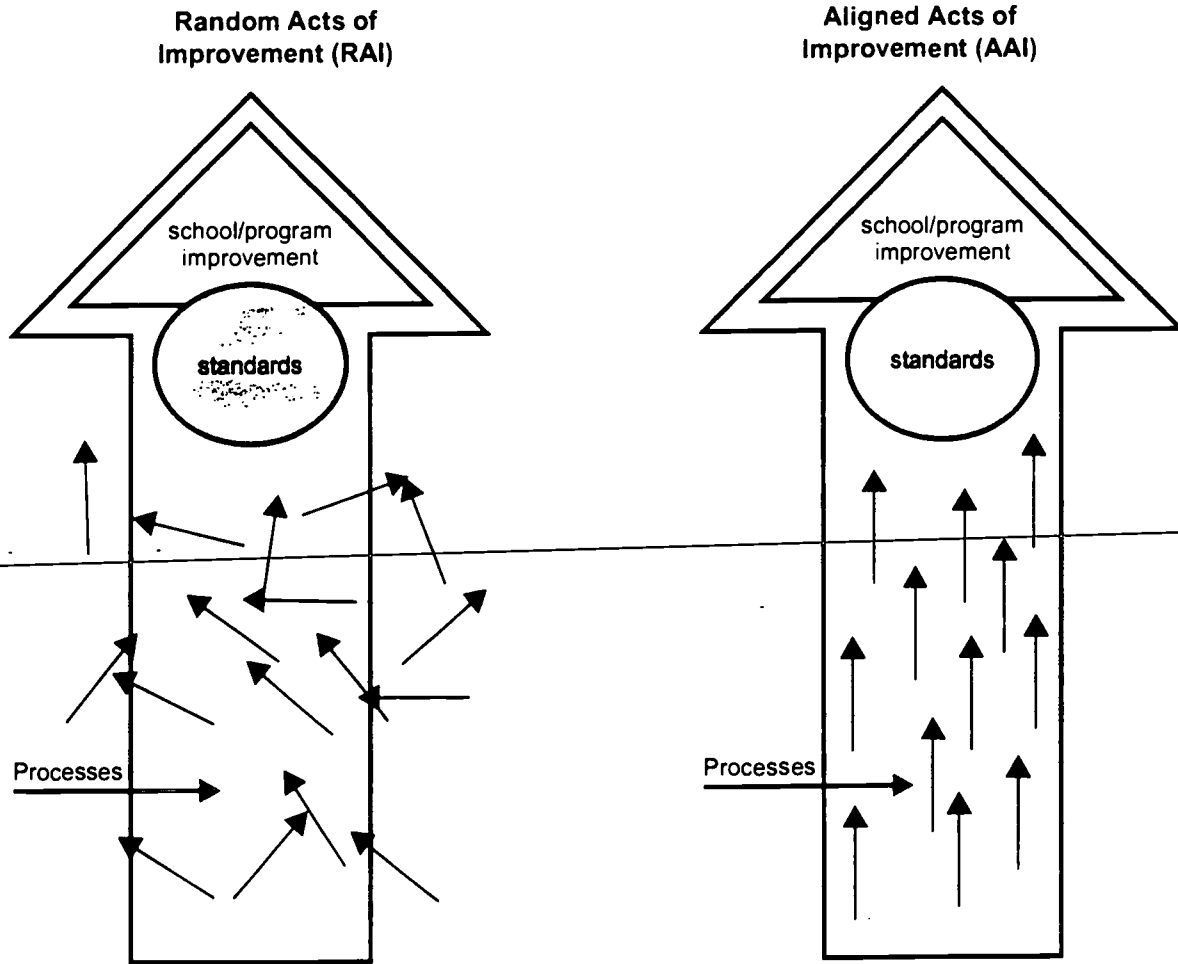 Random Acts of
Improvement (RAI)
school/program
improvement
standards
Processes
Aligned Acts of
Improvement (AAI)
school/program
improvement
standards
Processes